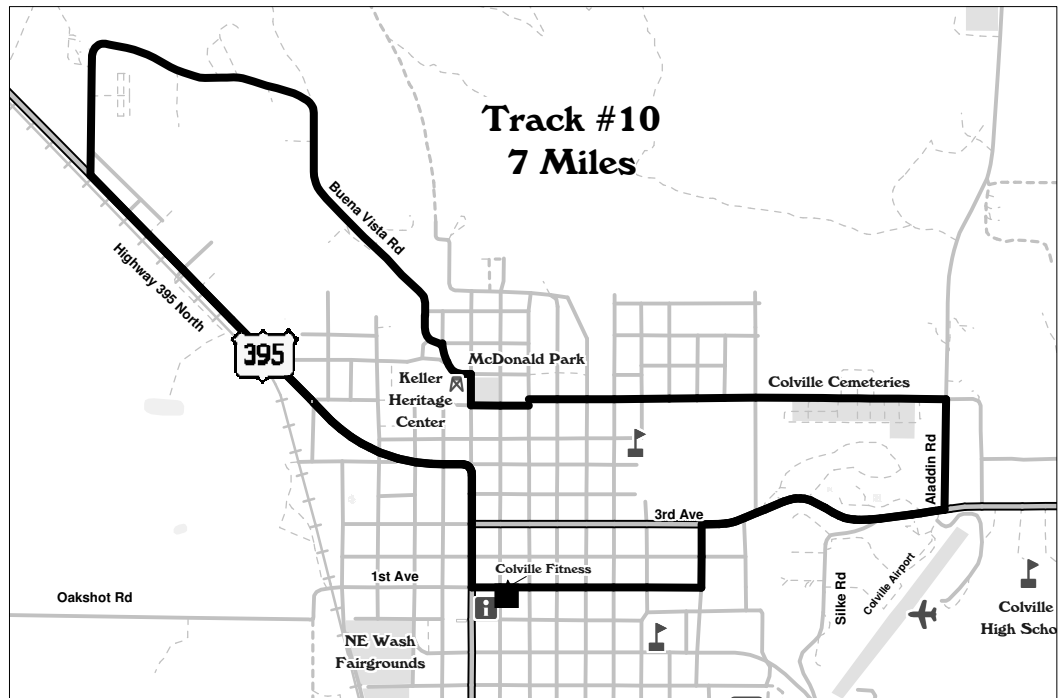 Track #10
7 Miles
Buena Vista Rd
Highway 395 North
395
McDonald Park
Keller
Heritage
Center
Colville Cemeteries
Aladdin Rd
3rd Ave
Colville Fitness
1st Ave
Oakshot Rd
Silke Rd
Colville Airport
Colville
High Scho
NE Wash
Fairgrounds